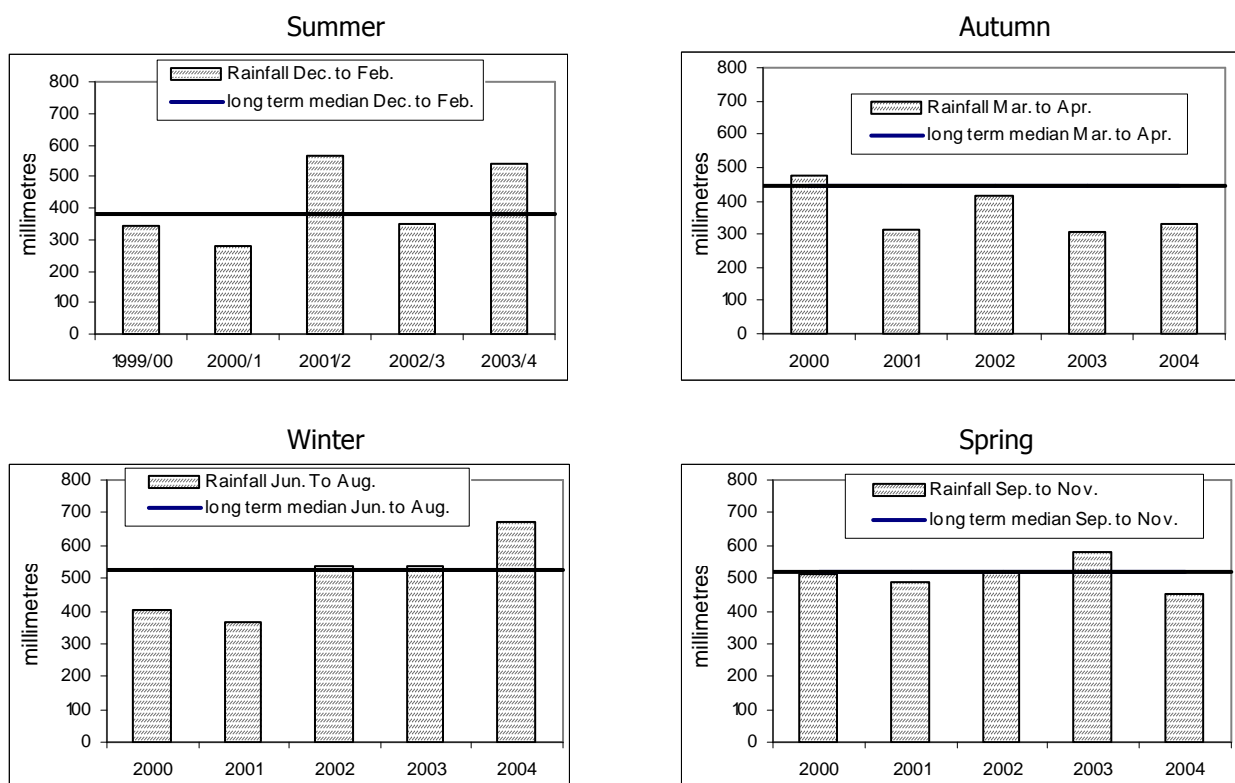 Summer
Rainfall Dec. to Feb.
long term median Dec. to Feb.
millimetres
800
700
600
500
400
300
200
100
0
1999/00 2000/1 2001/2 2002/3 2003/4
Autumn
Rainfall Mar. to Apr.
long term median Mar. to Apr.
millimetres
800
700
600
500
400
300
200
100
0
2000 2001 2002 2003 2004
Winter
Rainfall Jun. To Aug.
long term median Jun. to Aug.
millimetres
800
700
600
500
400
300
200
100
0
2000 2001 2002 2003 2004
Spring
Rainfall Sep. to Nov.
long term median Sep. to Nov.
millimetres
800
700
600
500
400
300
200
100
0
2000 2001 2002 2003 2004